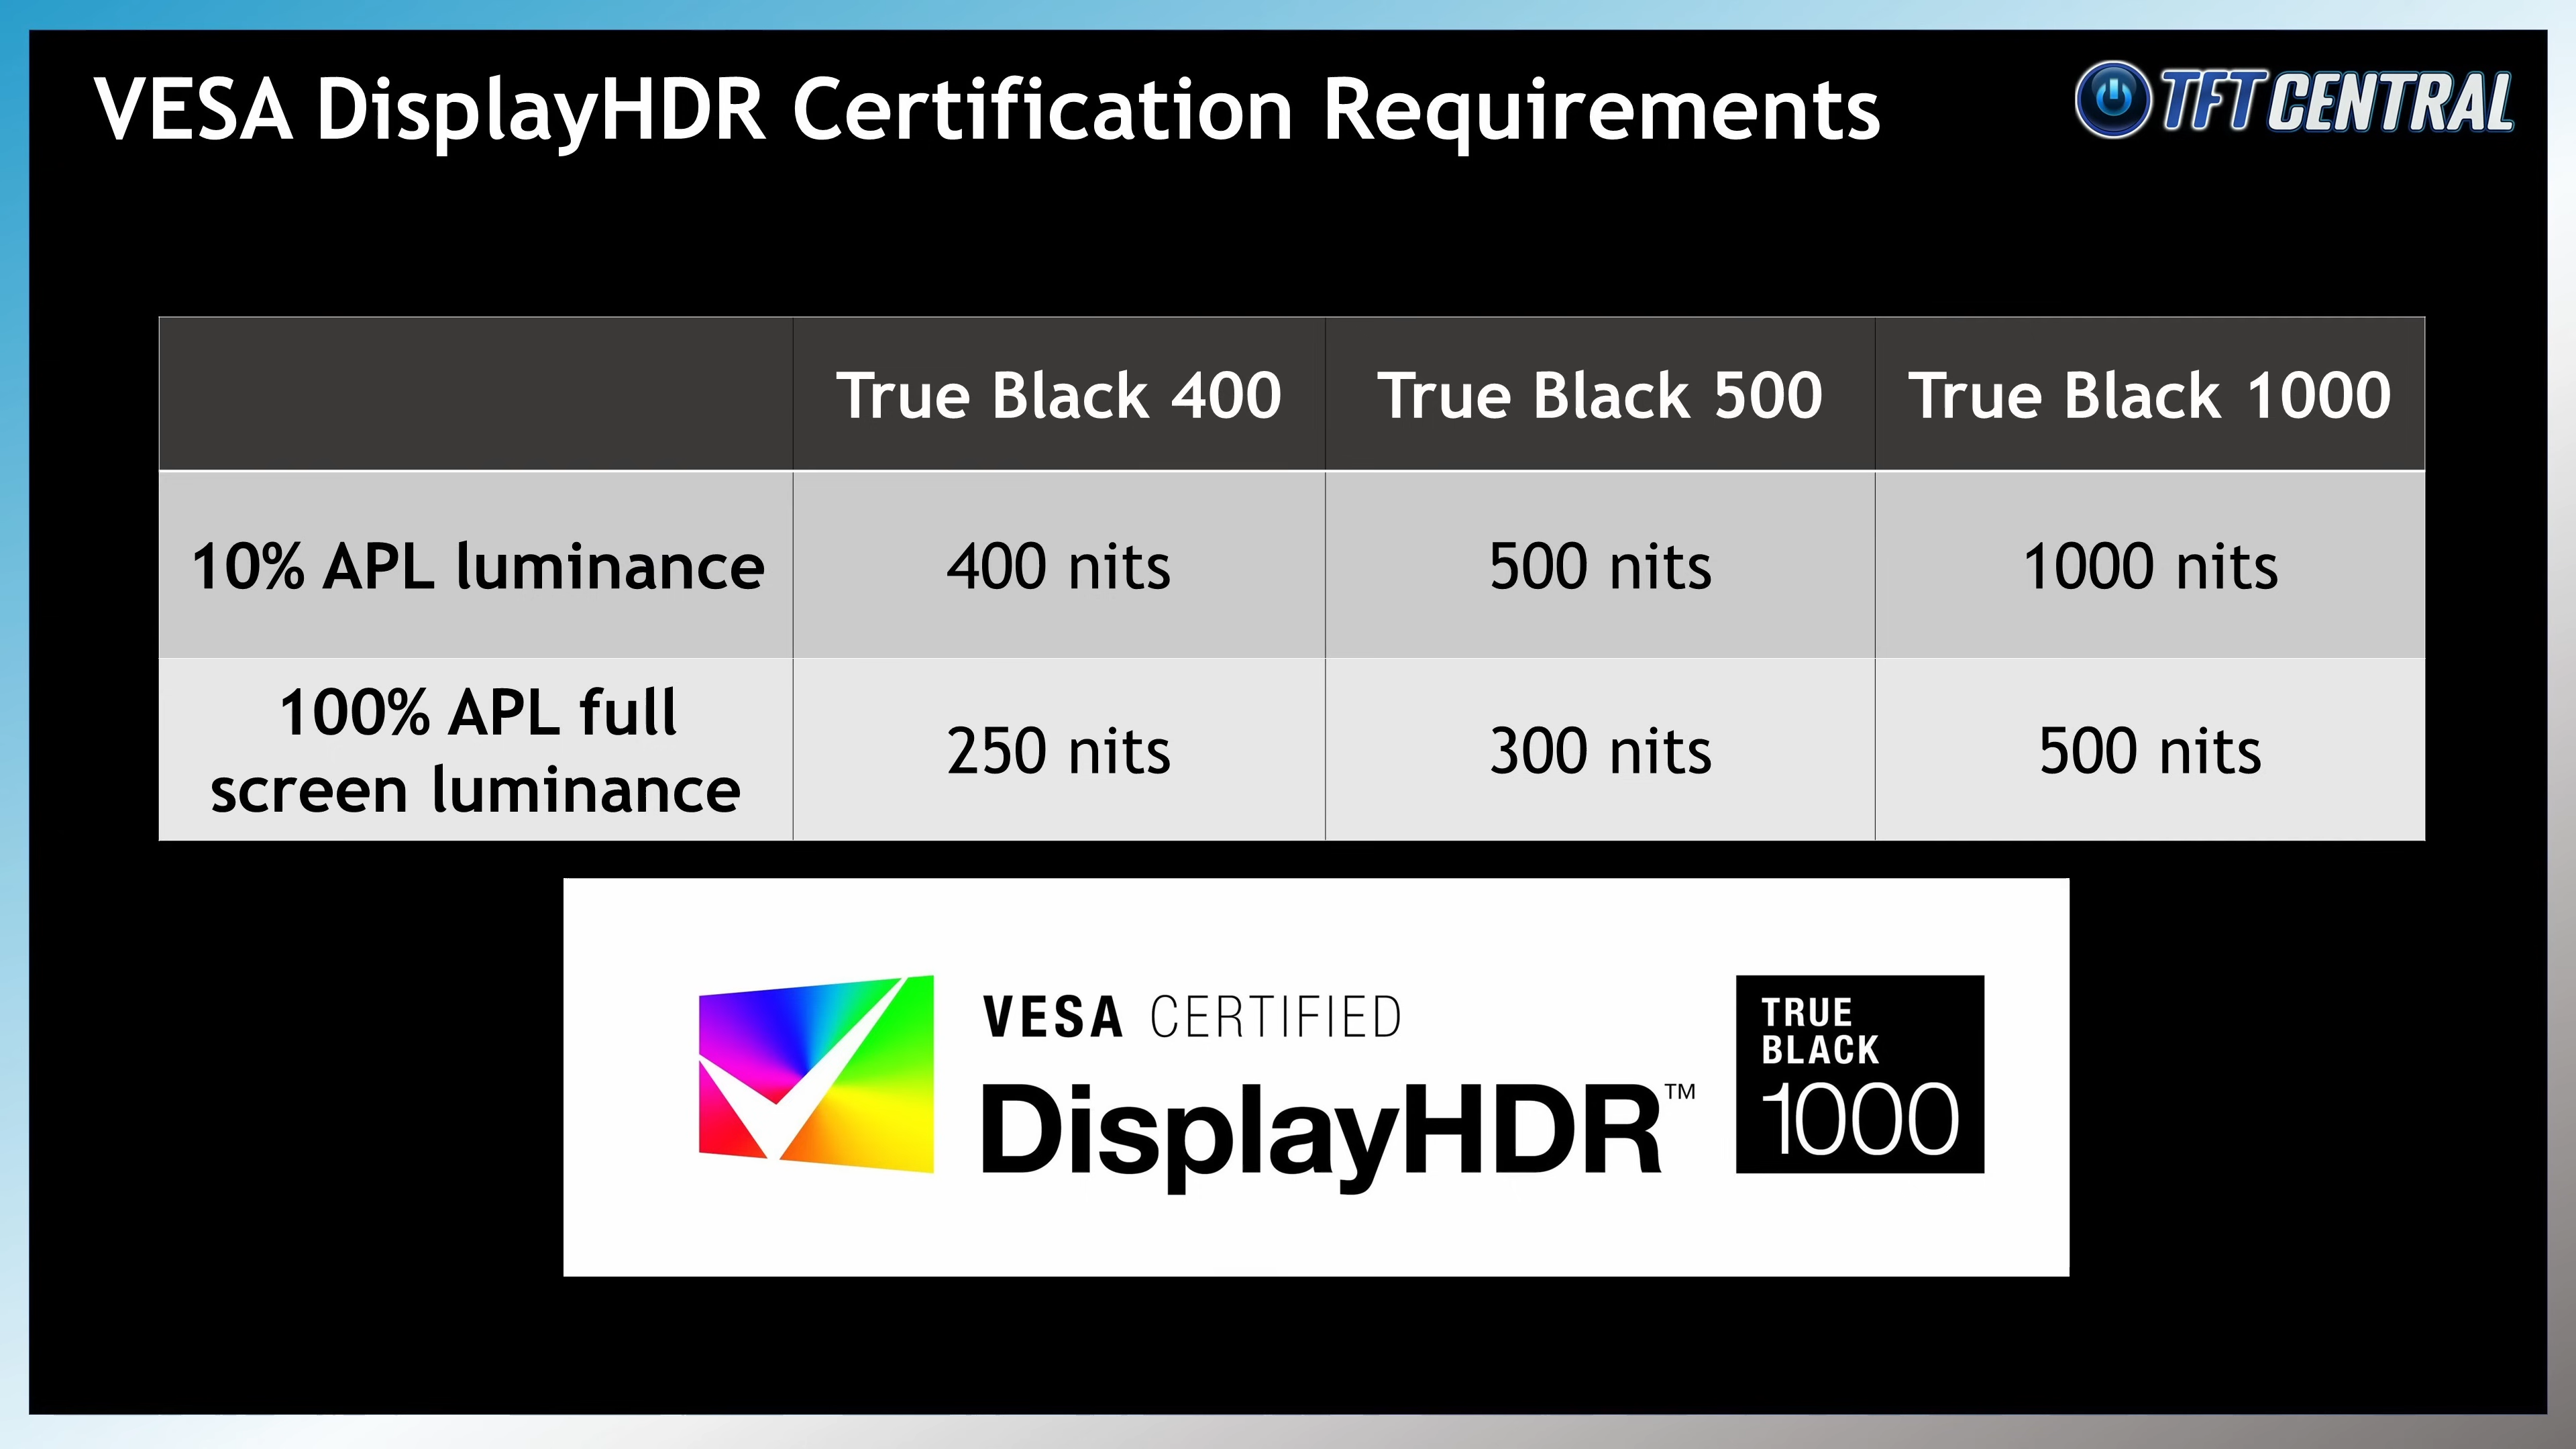 VESA DisplayHDR Certification Requirements
TFTCENTRAL
True Black 400 True Black 500 True Black 1000
10% APL luminance 400 nits 500 nits 1000 nits
100% APL full
screen luminance 250 nits 300 nits 500 nits
VESA CERTIFIED
DisplayHDR™
TRUE
BLACK
1000